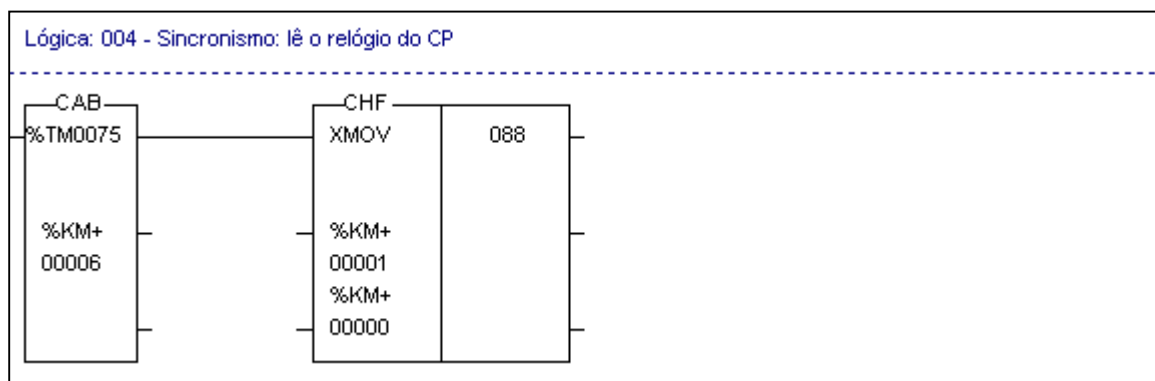 Lógica: 004 - Sincronismo: lê o relógio do CP
CAB
%TM0075
%KM+
00006
CHF
XMOV
088
%KM+
00001
%KM+
00000